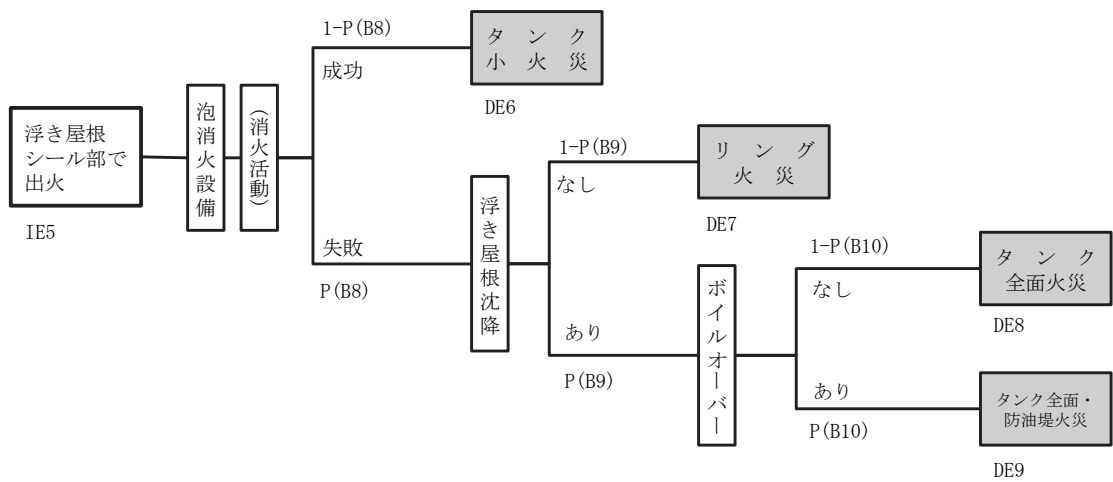 浮き屋根
シール部で
出火
IE5
泡消火設備
(消火活動)
1-P(B8)
成功
タンク
小火災
DE6
失敗
P(B8)
浮き屋根沈降
1-P(B9)
なし
リング
火災
DE7
あり
P(B9)
ボイルオーバー
1-P(B10)
なし
タンク
全面火災
DE8
あり
P(B10)
タンク全面・
防油堤火災
DE9